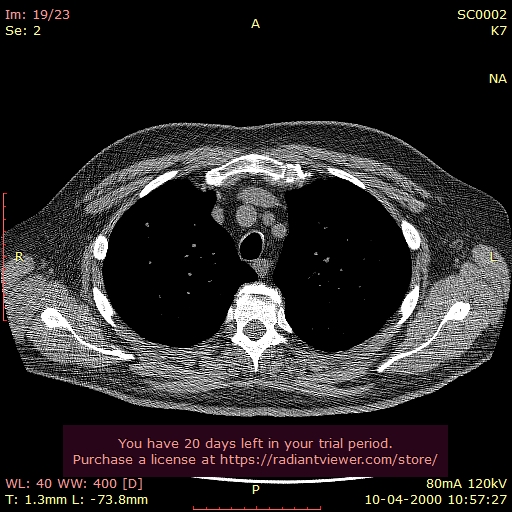 Im: 19/23
Se: 2
A
SC0002
K7
NA
R
L
You have 20 days left in your trial period.
Purchase a license at https://radiantviewer.com/store/
WL: 40 WW: 400 [D]
T: 1.3mm L: -73.8mm
P
80mA 120kV
10-04-2000 10:57:27